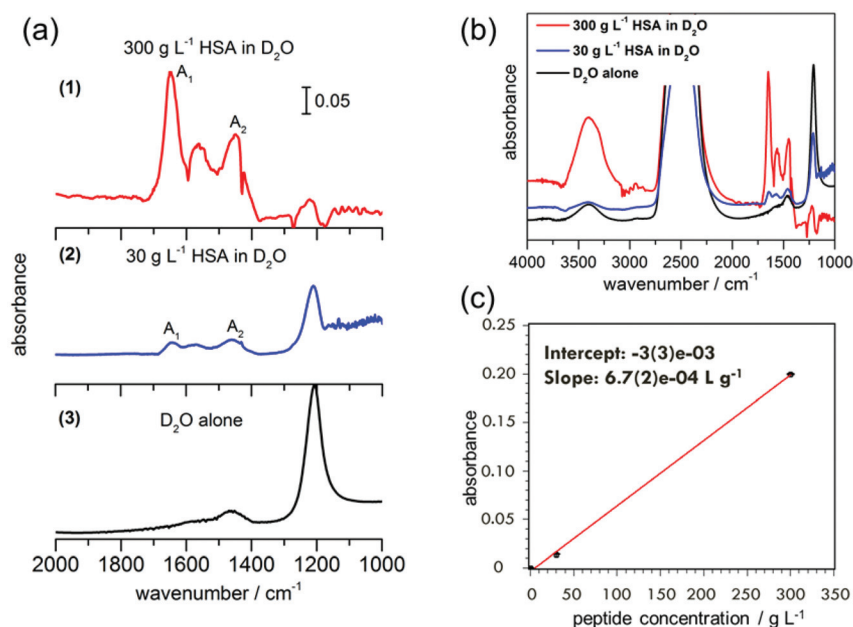 (a)
300 g L⁻¹ HSA in D₂O
(1)
A₁
A₂
0.05
(2)
30 g L⁻¹ HSA in D₂O
A₁
A₂
(3)
D₂O alone
absorbance
2000 1800 1600 1400 1200 1000
wavenumber / cm⁻¹
(b)
300 g L⁻¹ HSA in D₂O
30 g L⁻¹ HSA in D₂O
D₂O alone
absorbance
4000 3500 3000 2500 2000 1500 1000
wavenumber / cm⁻¹
(c)
0.25
0.20
0.15
0.10
0.05
0
Intercept: -3(3)e-03
Slope: 6.7(2)e-04 L g⁻¹
absorbance
0 50 100 150 200 250 300 350
peptide concentration / g L⁻¹